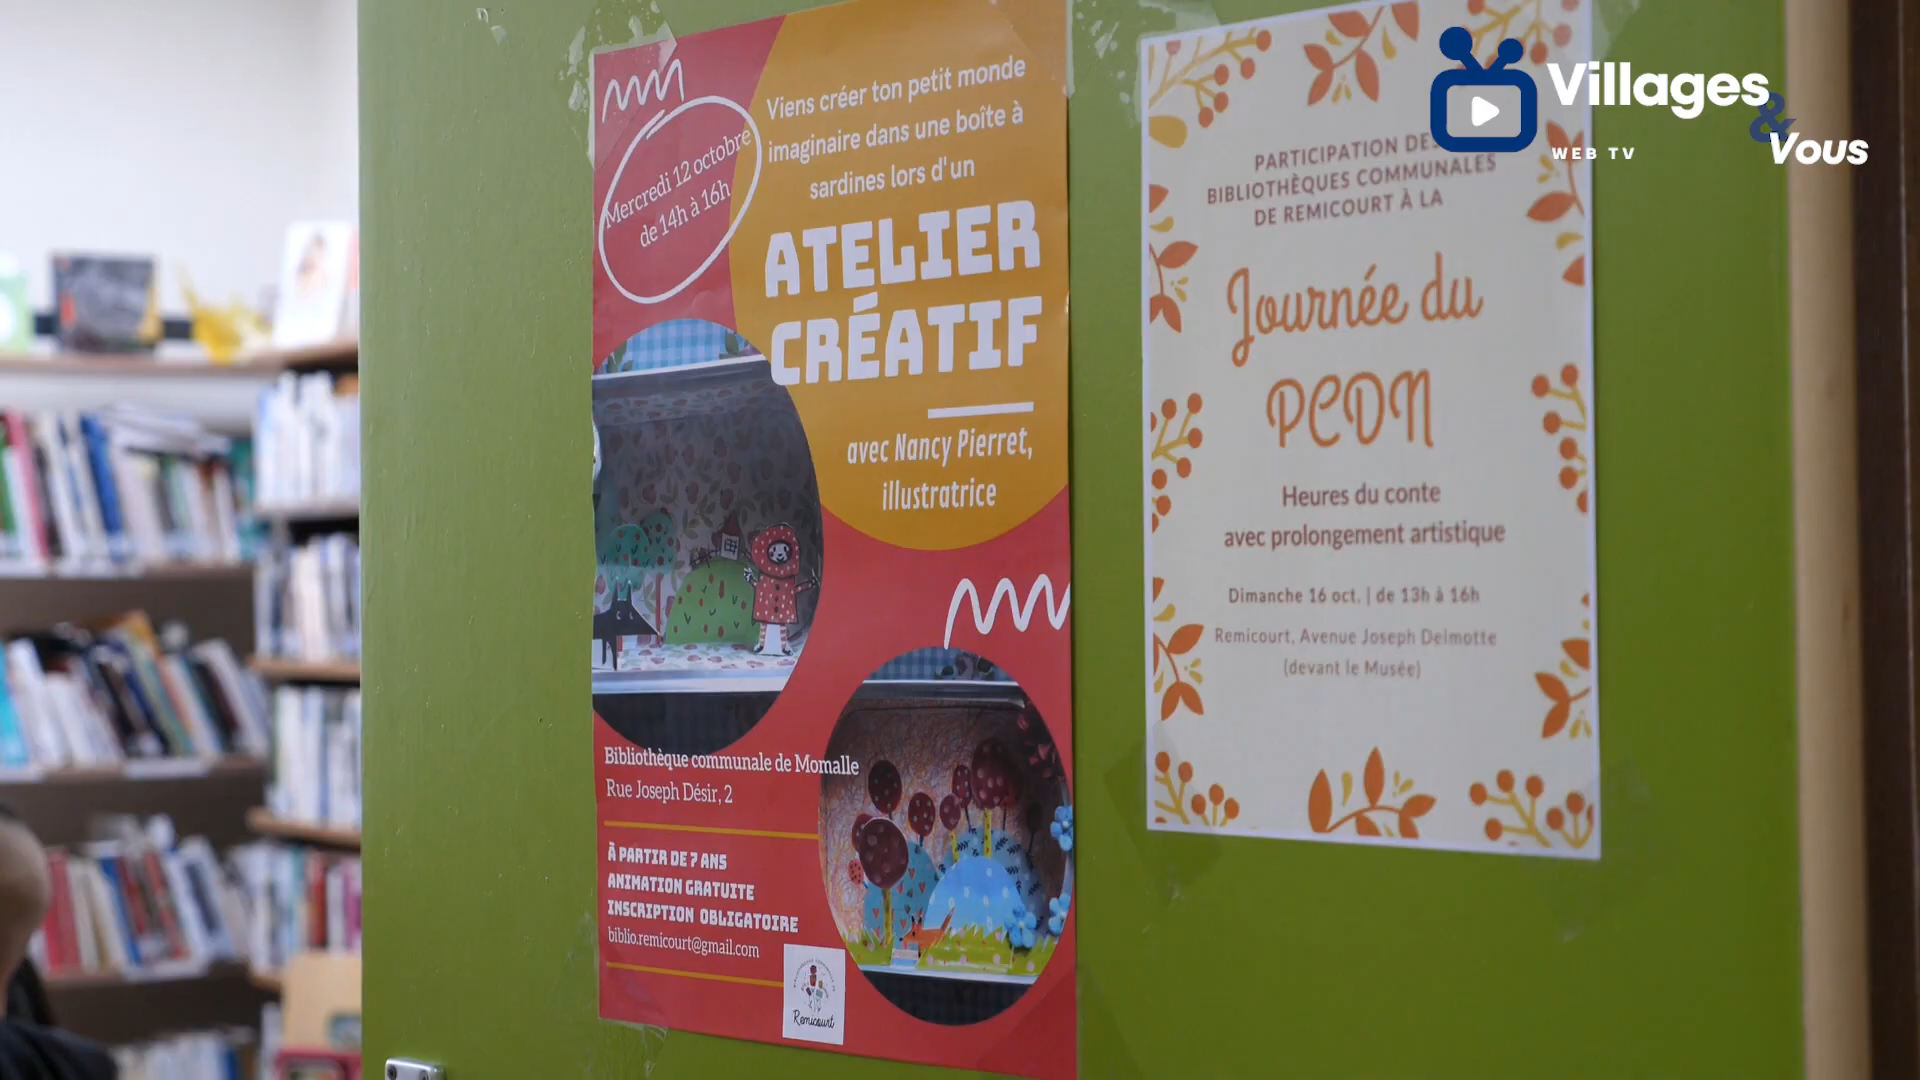 Mercredi 12 octobre
de 14h à 16h
Viens créer ton petit monde
imaginaire dans une boîte à
sardines lors d'un
ATELIER
CRÉATIF
avec Nancy Pierret,
illustratrice
Bibliothèque communale de Momalle
Rue Joseph Désir, 2
À PARTIR DE 7 ANS
ANIMATION GRATUITE
INSCRIPTION OBLIGATOIRE
biblio.remicourt@gmail.com
Remicourt
PARTICIPATION DES
BIBLIOTHÈQUES COMMUNALES
DE REMICOURT À LA
Journée du
PCDN
Heures du conte
avec prolongement artistique
Dimanche 16 oct. | de 13h à 16h
Remicourt, Avenue Joseph Delmotte
(devant le Musée)
Villages
&
Vous
WEB TV